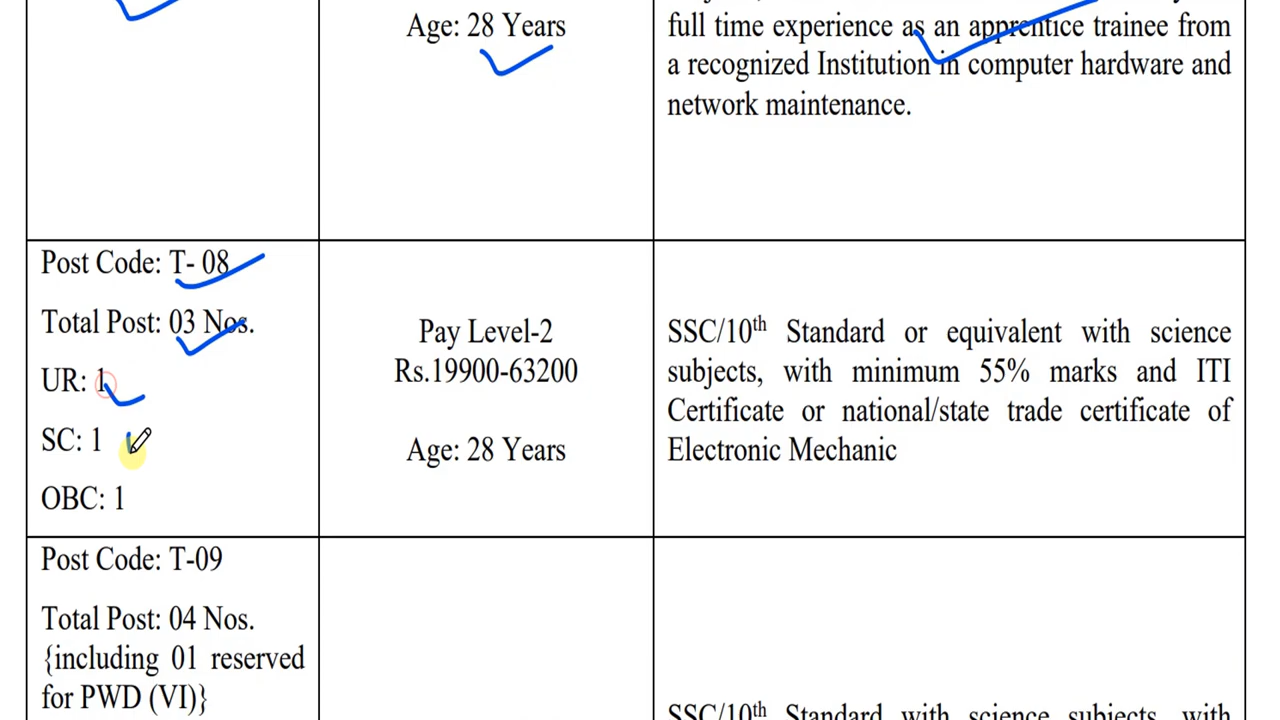 Age: 28 Years
full time experience as an apprentice trainee from
a recognized Institution in computer hardware and
network maintenance.
Post Code: T- 08
Total Post: 03 Nos.
UR: 1
SC: 1
OBC: 1
Pay Level-2
Rs.19900-63200
Age: 28 Years
SSC/10th Standard or equivalent with science
subjects, with minimum 55% marks and ITI
Certificate or national/state trade certificate of
Electronic Mechanic
Post Code: T-09
Total Post: 04 Nos.
{including 01 reserved
for PWD (VI)}
SSC/10th Standard with science subjects, with